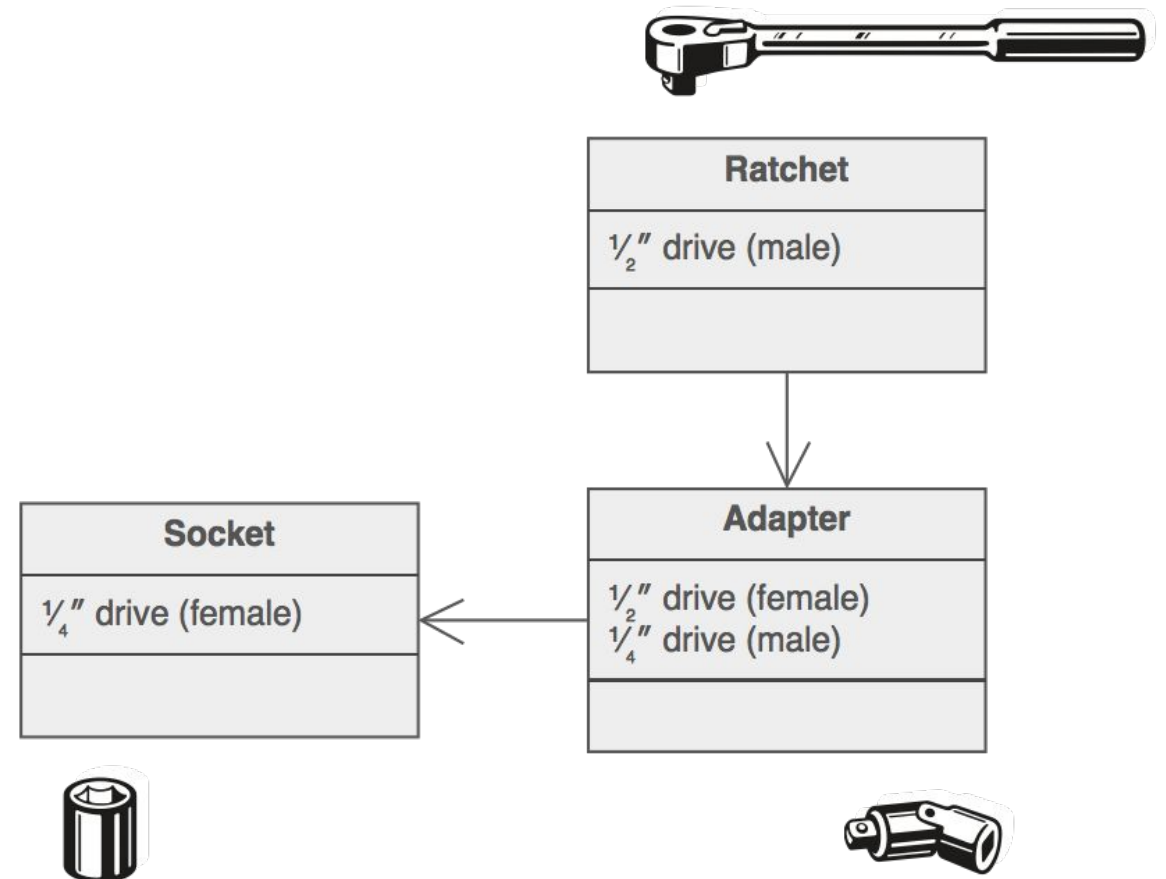 Ratchet
½″ drive (male)
Adapter
½″ drive (female)
¼″ drive (male)
Socket
¼″ drive (female)